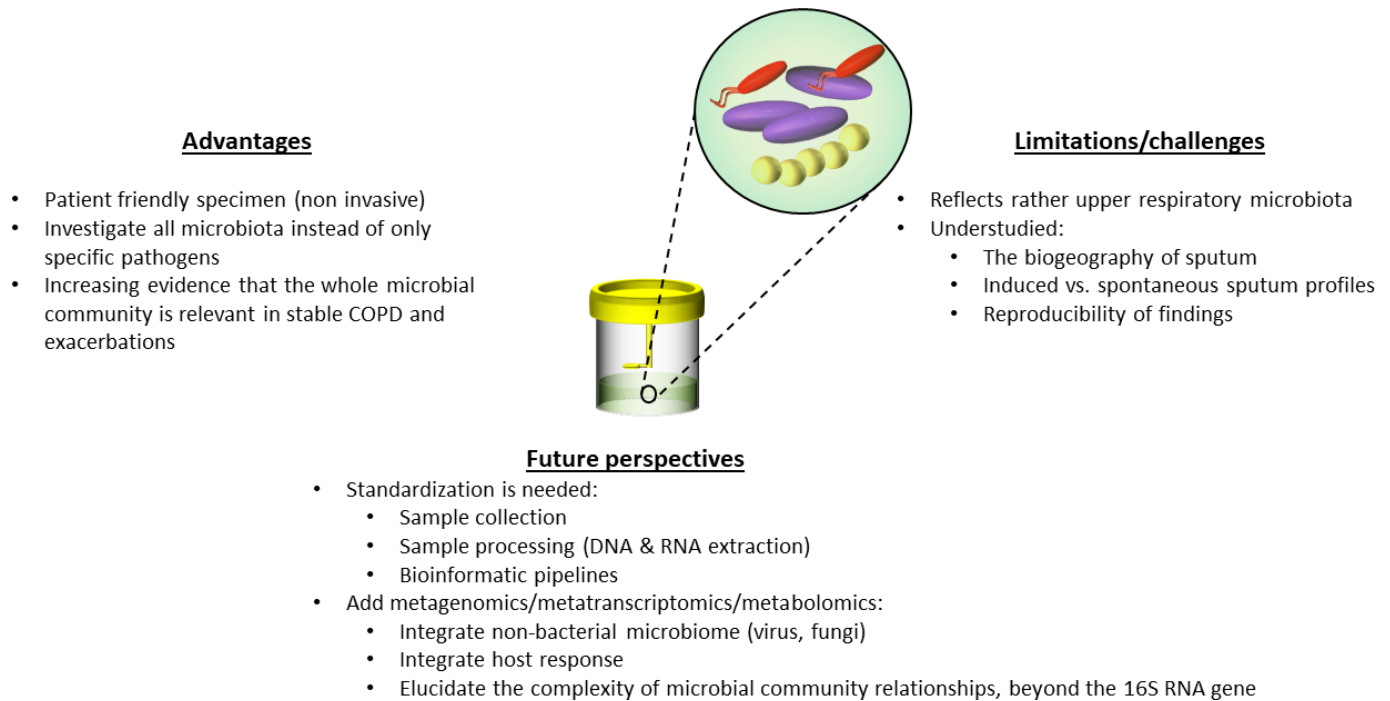 Advantages
• Patient friendly specimen (non invasive)
• Investigate all microbiota instead of only
specific pathogens
• Increasing evidence that the whole microbial
community is relevant in stable COPD and
exacerbations
Limitations/challenges
• Reflects rather upper respiratory microbiota
• Understudied:
• The biogeography of sputum
• Induced vs. spontaneous sputum profiles
• Reproducibility of findings
Future perspectives
• Standardization is needed:
• Sample collection
• Sample processing (DNA & RNA extraction)
• Bioinformatic pipelines
• Add metagenomics/metatranscriptomics/metabolomics:
• Integrate non-bacterial microbiome (virus, fungi)
• Integrate host response
• Elucidate the complexity of microbial community relationships, beyond the 16S RNA gene